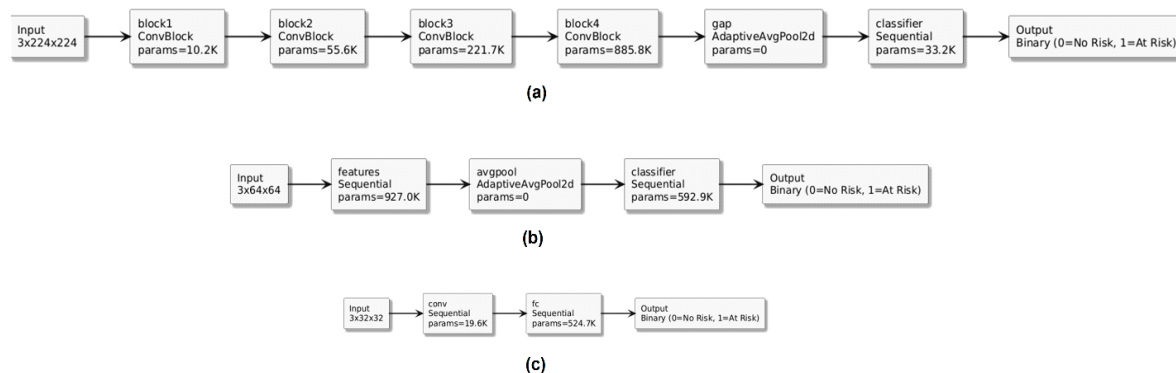 Input
3x224x224
block1
ConvBlock
params=10.2K
block2
ConvBlock
params=55.6K
block3
ConvBlock
params=221.7K
block4
ConvBlock
params=885.8K
gap
AdaptiveAvgPool2d
params=0
classifier
Sequential
params=33.2K
Output
Binary (0=No Risk, 1=At Risk)
(a)
Input
3x64x64
features
Sequential
params=927.0K
avgpool
AdaptiveAvgPool2d
params=0
classifier
Sequential
params=592.9K
Output
Binary (0=No Risk, 1=At Risk)
(b)
Input
3x32x32
conv
Sequential
params=19.6K
fc
Sequential
params=524.7K
Output
Binary (0=No Risk, 1=At Risk)
(c)